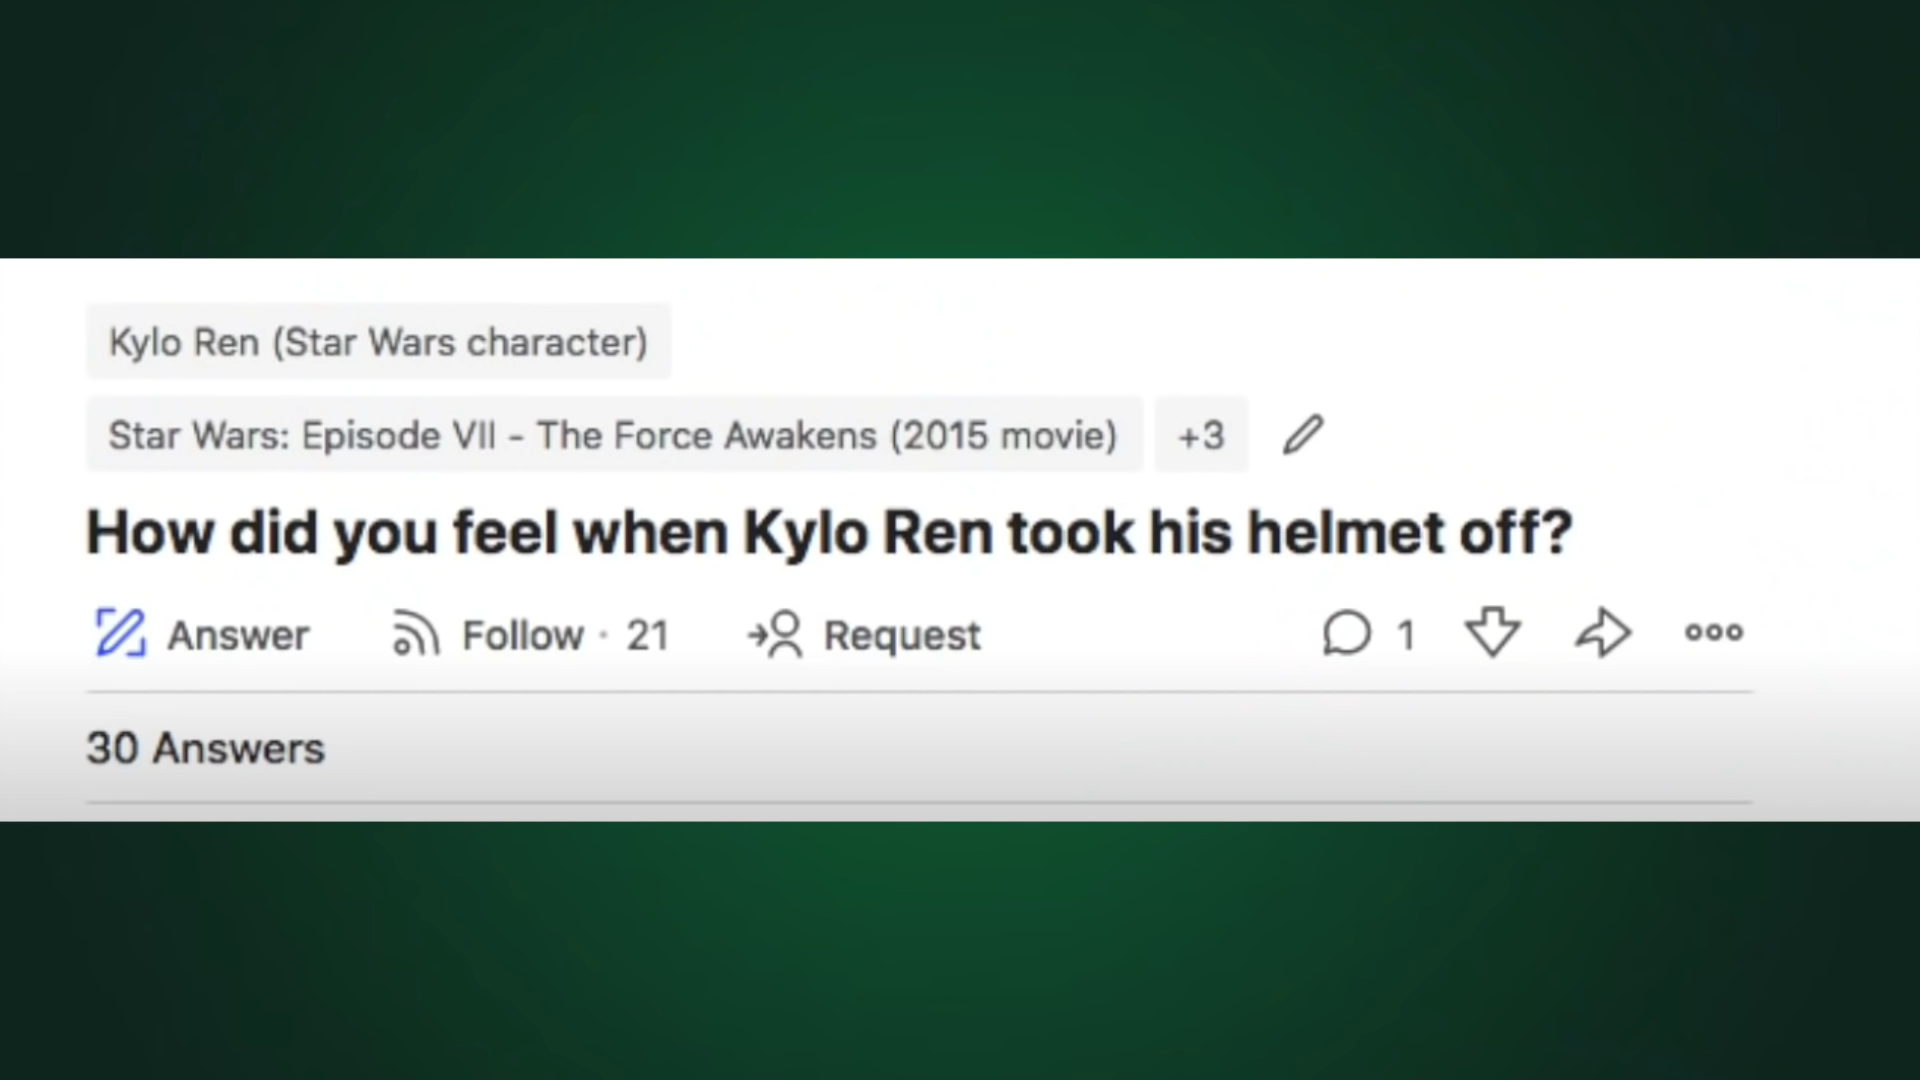 Kylo Ren (Star Wars character)
Star Wars: Episode VII - The Force Awakens (2015 movie) +3
How did you feel when Kylo Ren took his helmet off?
Answer Follow · 21 Request 1
30 Answers